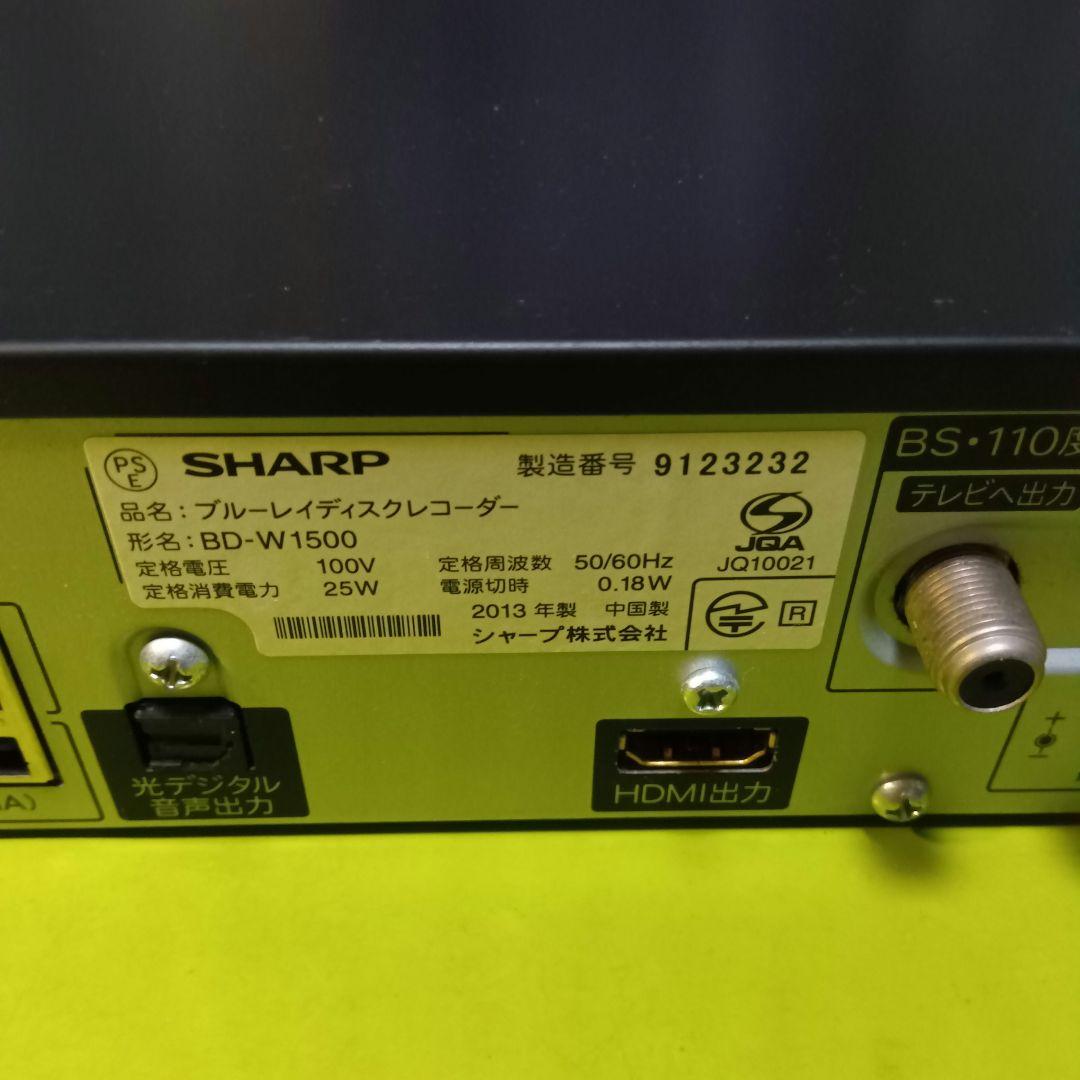 PSE SHARP 製造番号 9123232
品名：ブルーレイディスクレコーダー
形名：BD-W1500
JQA
JQ10021
定格電圧 100V 定格周波数 50/60Hz
定格消費電力 25W 電源切時 0.18W
2013 年製 中国製
シャープ株式会社
R
BS・110度
テレビへ出力
光デジタル
音声出力
HDMI出力